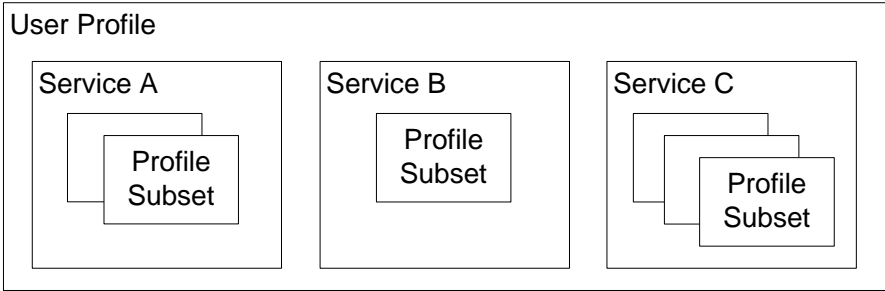 User Profile
Service A
Profile
Subset
Service B
Profile
Subset
Service C
Profile
Subset